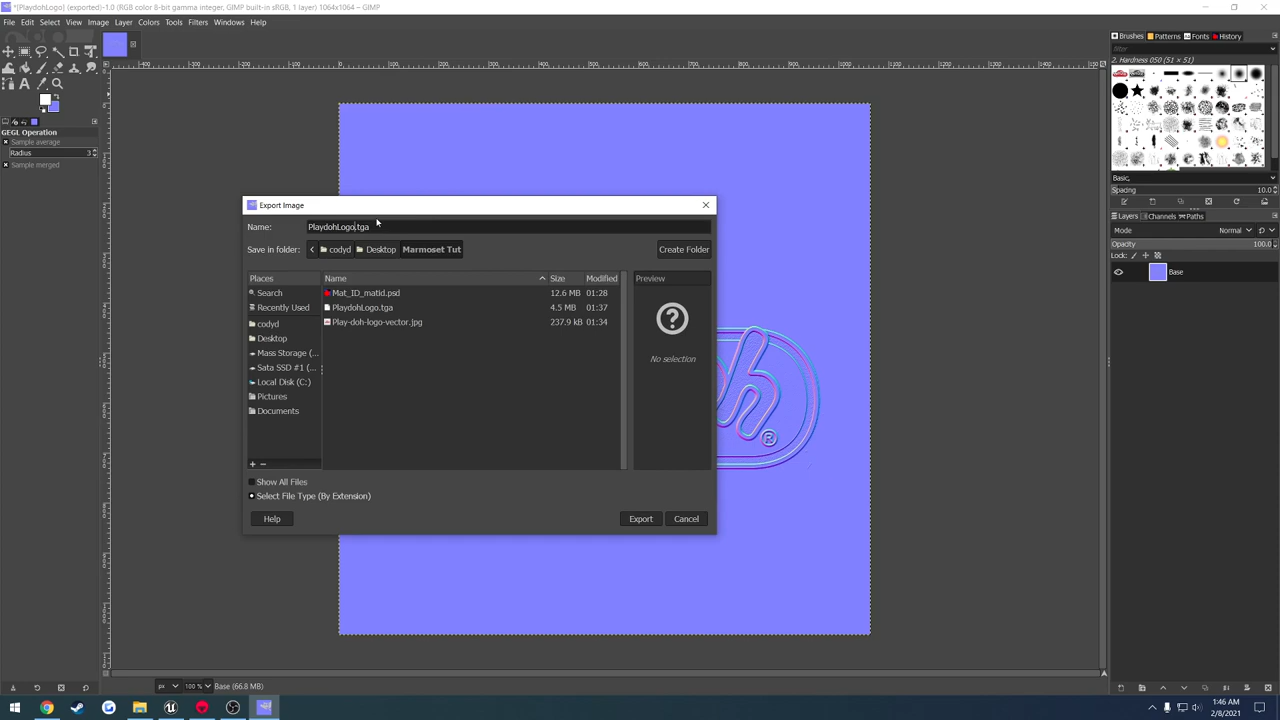 *[PlaydohLogo] (exported)-1.0 (RGB color 8-bit gamma integer, GIMP built-in sRGB, 1 layer) 1064x1064 – GIMP
File Edit Select View Image Layer Colors Tools Filters Windows Help
GEGL Operation
Sample average
Radius 3
Sample merged
Brushes Patterns Fonts History
filter
2. Hardness 050 (51 × 51)
Basic,
Spacing 10.0
Layers Channels Paths
Mode Normal
Opacity 100.0
Lock:
Base
Export Image
Name: PlaydohLogo.tga
Save in folder: codyd Desktop Marmoset Tut Create Folder
Places Name Size Modified Preview
Search Mat_ID_matid.psd 12.6 MB 01:28
Recently Used PlaydohLogo.tga 4.5 MB 01:37
codyd Play-doh-logo-vector.jpg 237.9 kB 01:34
Desktop
Mass Storage (...
Sata SSD #1 (...
Local Disk (C:)
Pictures
Documents
No selection
Show All Files
Select File Type (By Extension)
Help Export Cancel
h ®
px 100 % Base (66.8 MB)
1:46 AM
2/8/2021